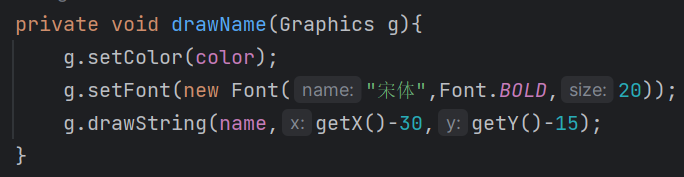 private void drawName(Graphics g){
g.setColor(color);
g.setFont(new Font( name: "宋体",Font.BOLD, size: 20));
g.drawString(name, x: getX()-30, y: getY()-15);
}